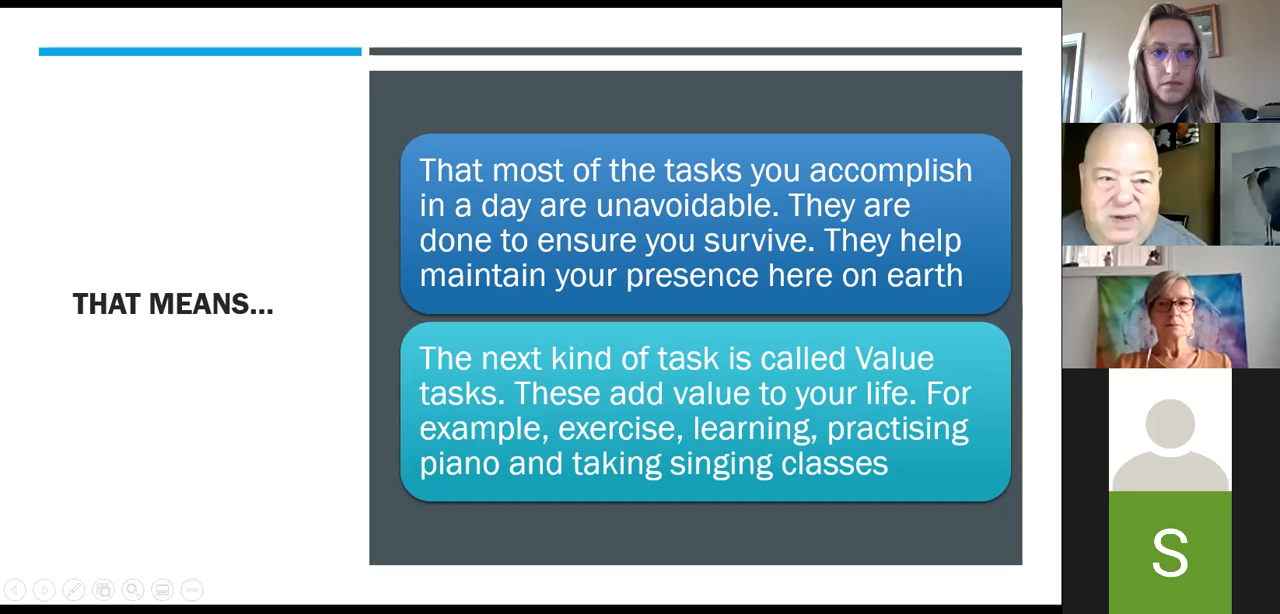 THAT MEANS...
That most of the tasks you accomplish
in a day are unavoidable. They are
done to ensure you survive. They help
maintain your presence here on earth
The next kind of task is called Value
tasks. These add value to your life. For
example, exercise, learning, practising
piano and taking singing classes
S